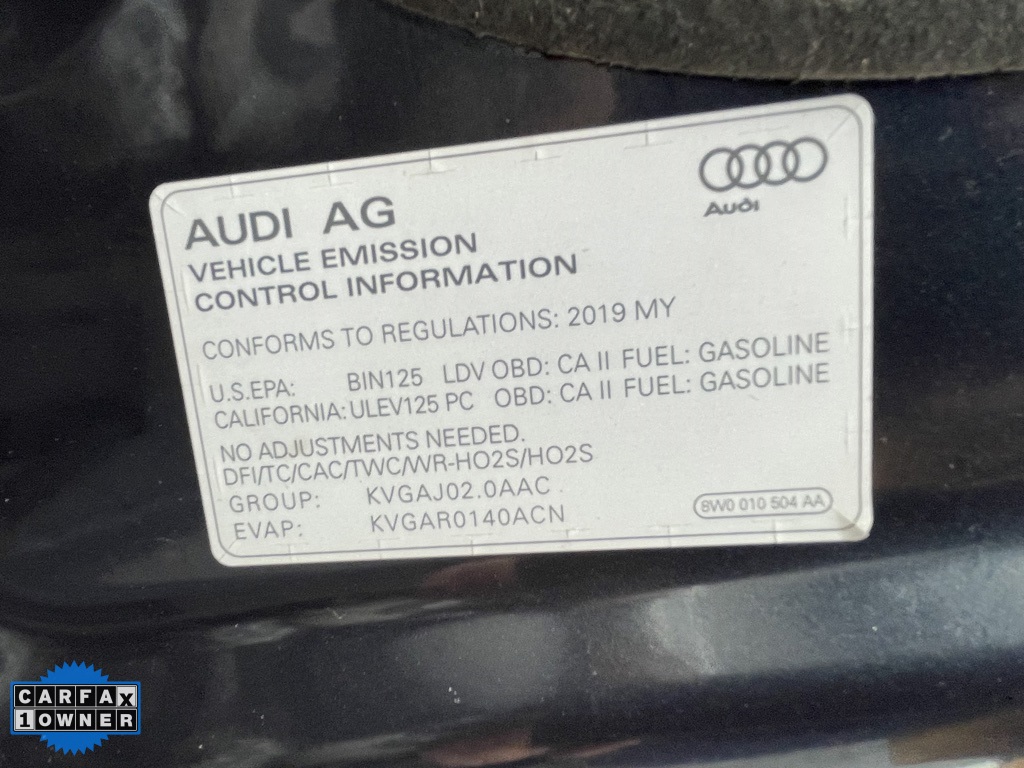 Audi
AUDI AG
VEHICLE EMISSION
CONTROL INFORMATION
CONFORMS TO REGULATIONS: 2019 MY
U.S.EPA: BIN125 LDV OBD: CA II FUEL: GASOLINE
CALIFORNIA: ULEV125 PC OBD: CA II FUEL: GASOLINE
NO ADJUSTMENTS NEEDED.
DFI/TC/CAC/TWC/WR-HO2S/HO2S
GROUP: KVGAJ02.0AAC
EVAP: KVGAR0140ACN
8W0 010 504 AA
CARFAX
1 OWNER